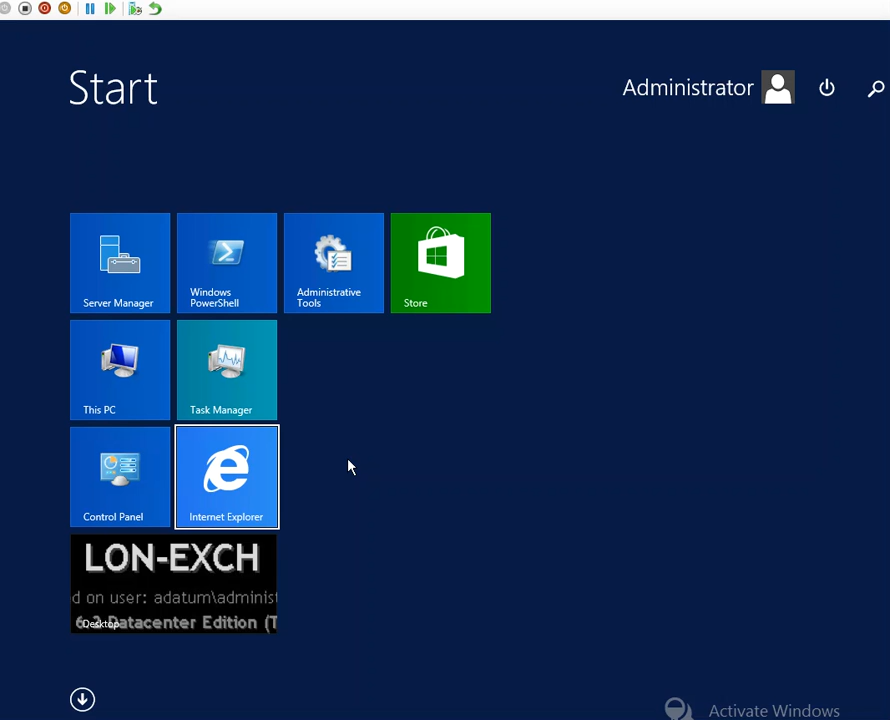 Start
Administrator
Server Manager
Windows
PowerShell
Administrative
Tools
Store
This PC
Task Manager
Control Panel
Internet Explorer
LON-EXCH
d on user: adatum\administ
Datacenter Edition (T
Desktop
Activate Windows